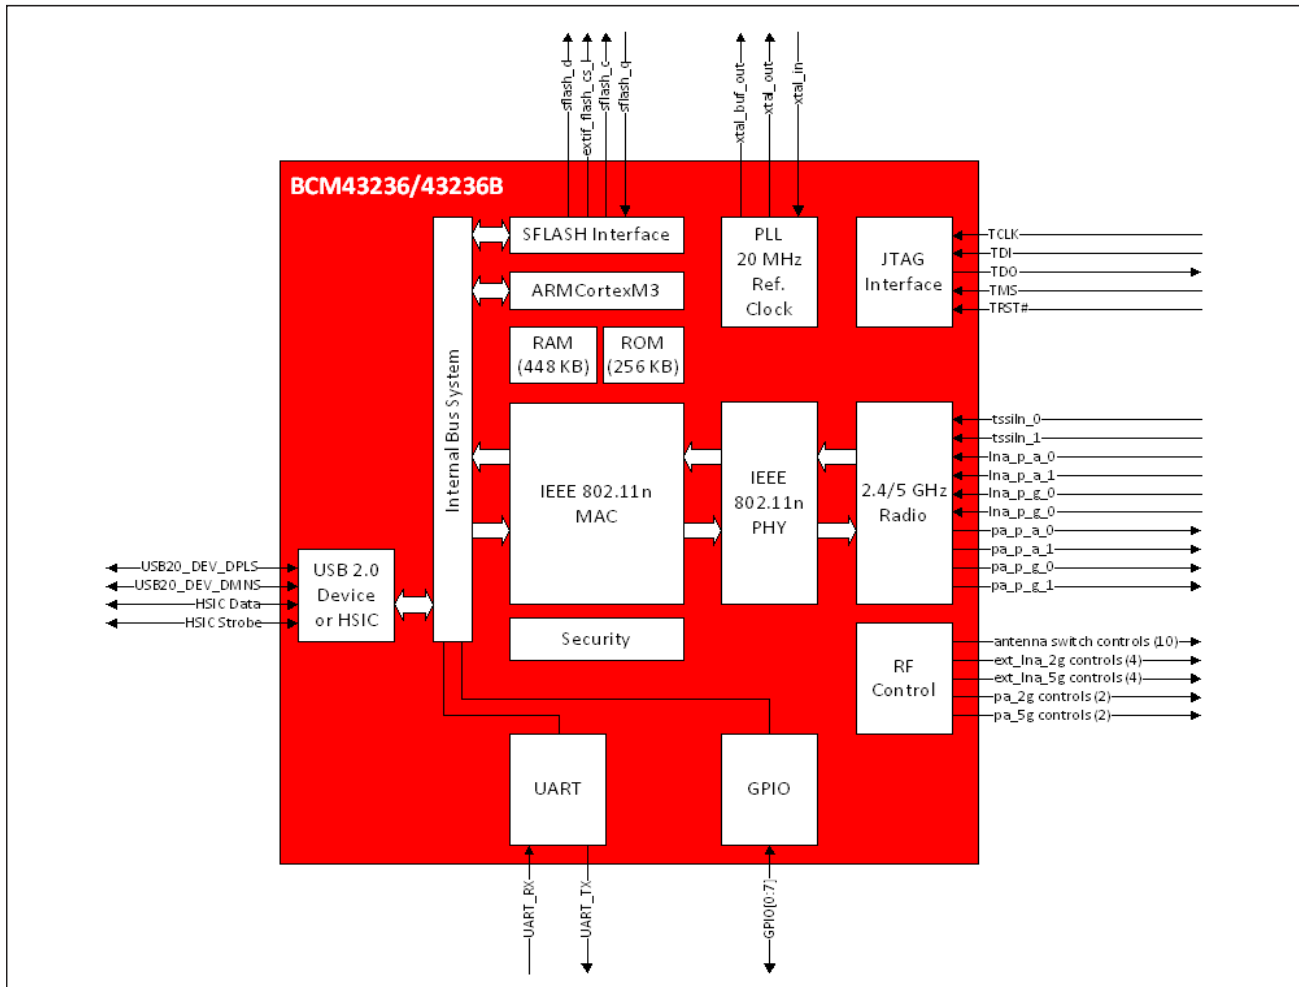 sflash_d
extif_flash_cs_l
sflash_c
sflash_q
xtal_buf_out
xtal_out
xtal_in
BCM43236/43236B
SFLASH Interface
ARMCortexM3
RAM
(448 KB)
ROM
(256 KB)
PLL
20 MHz
Ref.
Clock
JTAG
Interface
TCLK
TDI
TDO
TMS
TRST#
Internal Bus System
IEEE 802.11n
MAC
IEEE
802.11n
PHY
2.4/5 GHz
Radio
tssiIn_0
tssiIn_1
lna_p_a_0
lna_p_a_1
lna_p_g_0
lna_p_g_0
pa_p_a_0
pa_p_a_1
pa_p_g_0
pa_p_g_1
USB20_DEV_DPLS
USB20_DEV_DMNS
HSIC Data
HSIC Strobe
USB 2.0
Device
or HSIC
Security
RF
Control
antenna switch controls (10)
ext_lna_2g controls (4)
ext_lna_5g controls (4)
pa_2g controls (2)
pa_5g controls (2)
UART
GPIO
UART_RX
UART_TX
GPIO[0:7]